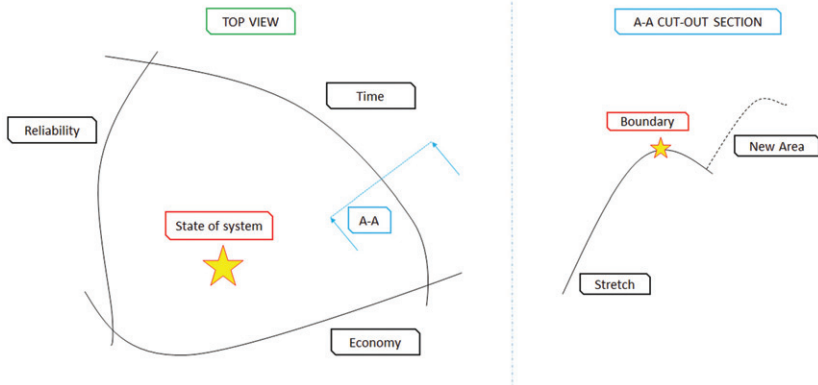 TOP VIEW
A-A CUT-OUT SECTION
Time
Reliability
Boundary
New Area
State of system
A-A
Stretch
Economy